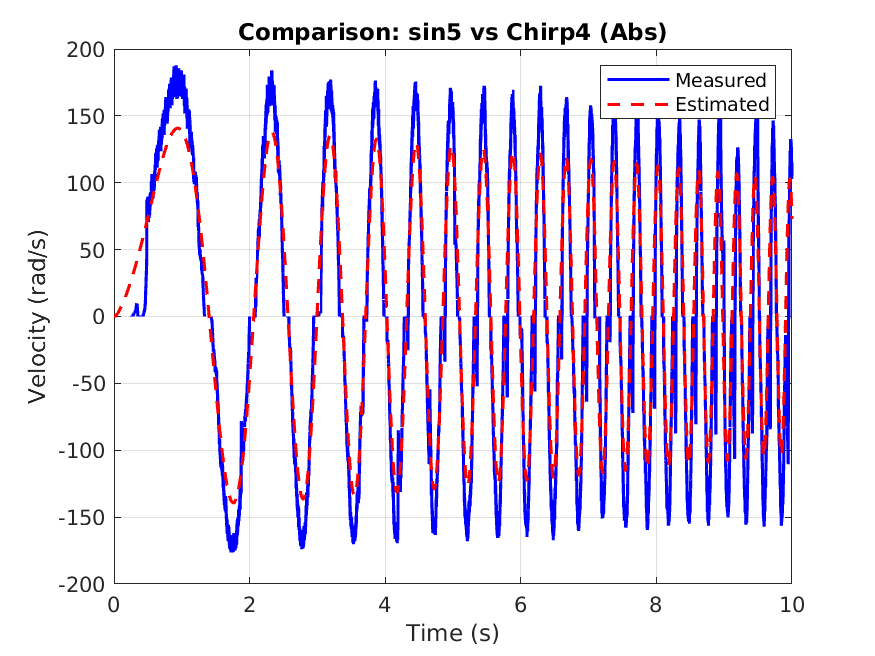 Comparison: sin5 vs Chirp4 (Abs)
Measured
Estimated
Velocity (rad/s)
200
150
100
50
0
-50
-100
-150
-200
0 2 4 6 8 10
Time (s)